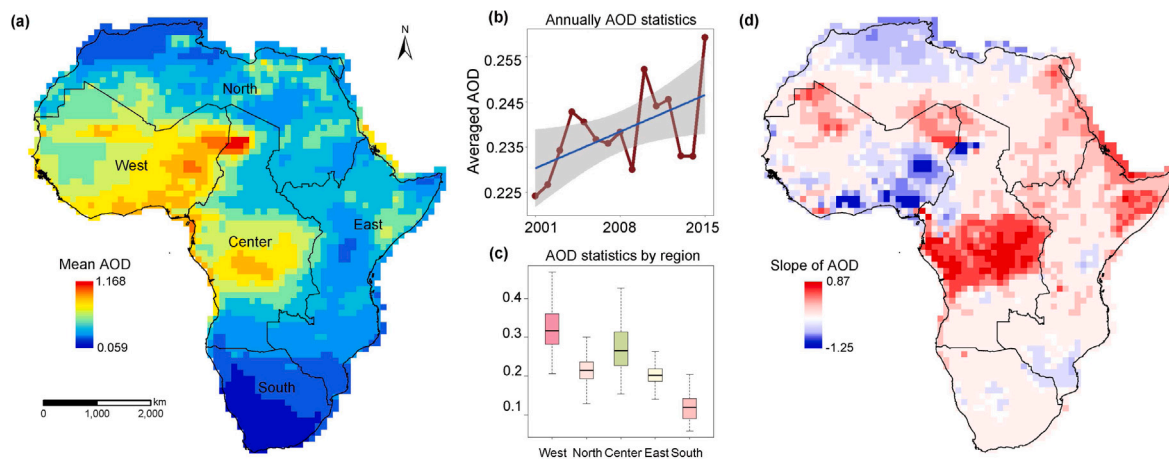 (a)
N
North
West
Center
East
South
Mean AOD
1.168
0.059
km
0 1,000 2,000
(b)
Annually AOD statistics
Averaged AOD
0.255
0.245
0.235
0.225
2001 2008 2015
(c)
AOD statistics by region
0.4
0.3
0.2
0.1
West North Center East South
(d)
Slope of AOD
0.87
-1.25